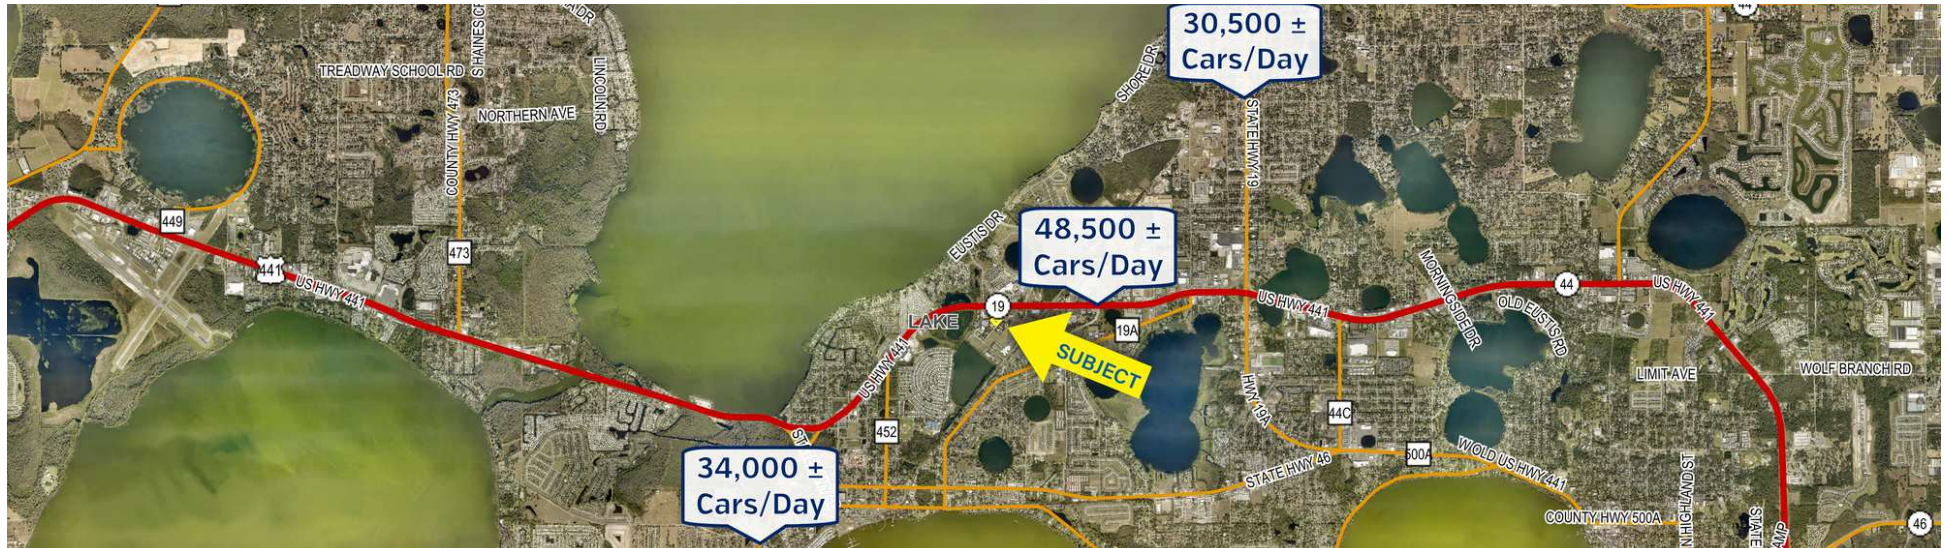 44
30,500 ±
Cars/Day
TREADWAY SCHOOL RD
LINCOLN RD
NORTHERN AVE
COUNTY HWY 473
SHORE DR
STATE HWY 19
EUSTIS DR
449
473
441
US HWY 441
48,500 ±
Cars/Day
19
LAKE
19A
SUBJECT
US HWY 441
US HWY 441
MORNINGSIDE DR
44
OLD EUSTIS RD
US HWY 441
WOLF BRANCH RD
LIMIT AVE
HWY 19A
44C
452
ST
34,000 ±
Cars/Day
STATE HWY 46
500A
W OLD US HWY 441
COUNTY HWY 500A
N HIGHLAND ST
STATE
AMP
46